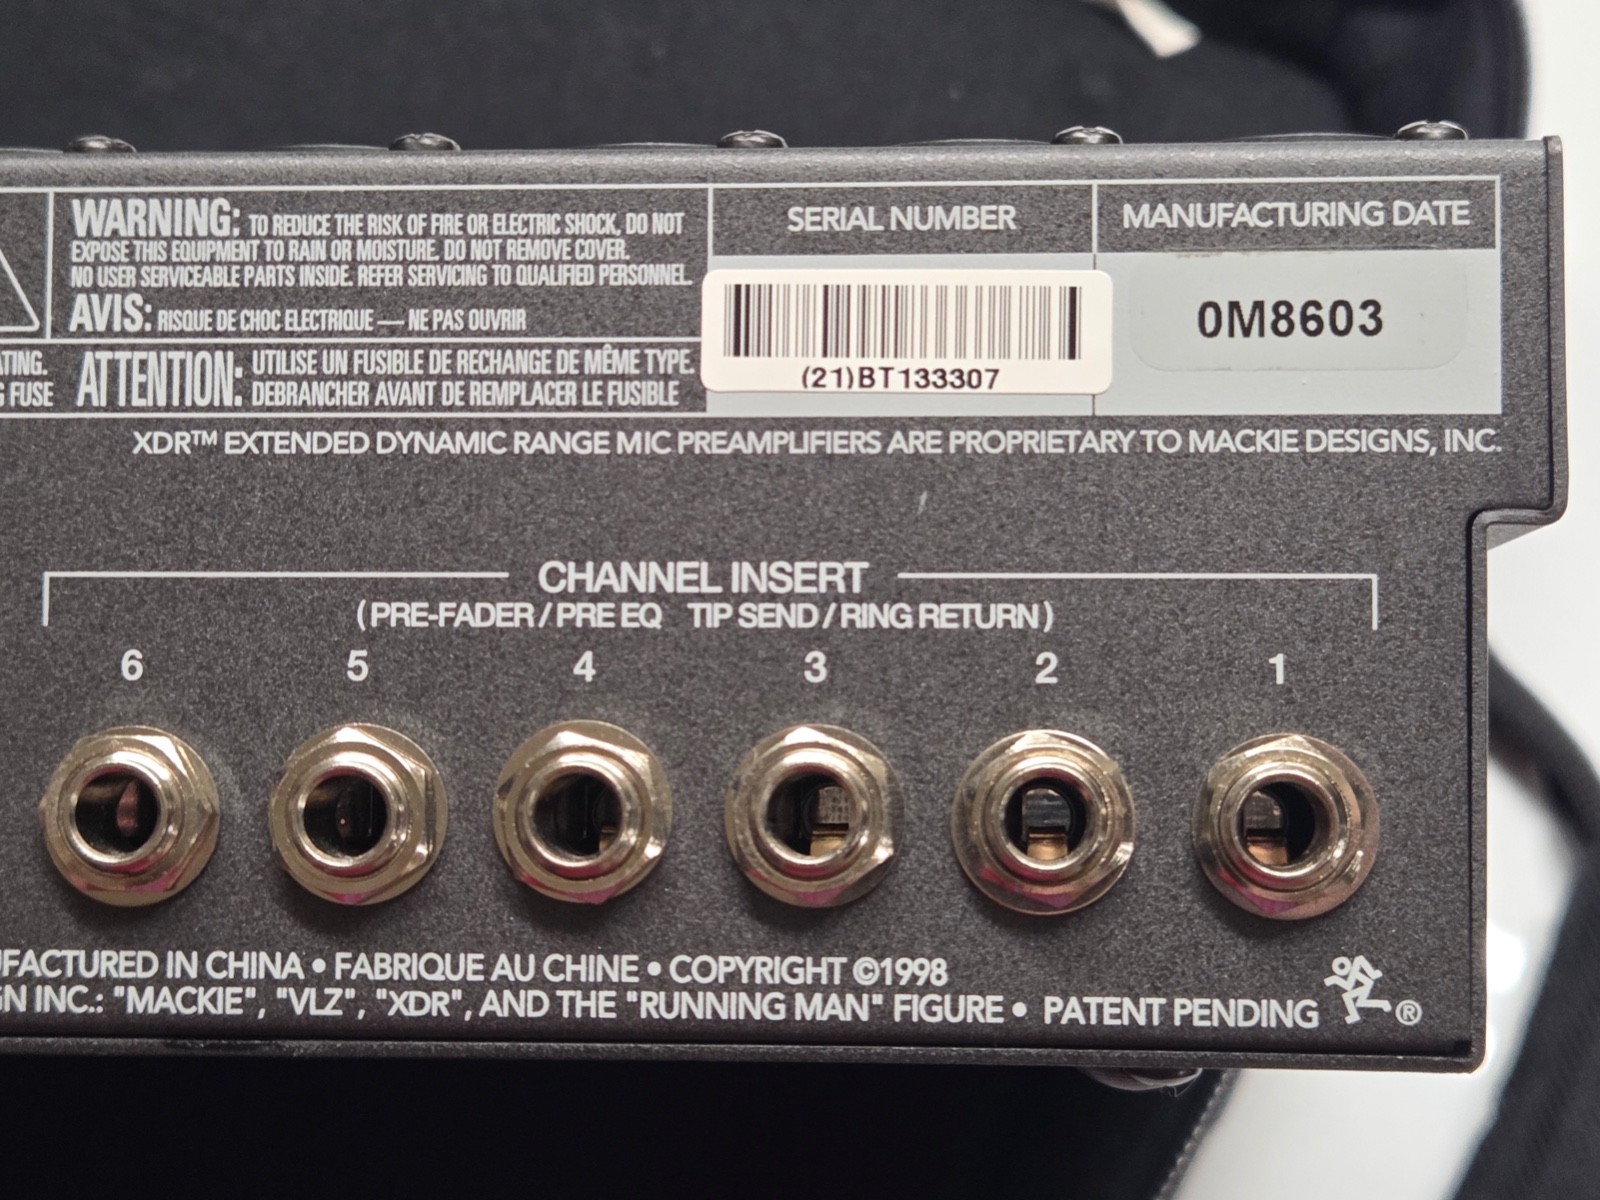 WARNING: TO REDUCE THE RISK OF FIRE OR ELECTRIC SHOCK, DO NOT
EXPOSE THIS EQUIPMENT TO RAIN OR MOISTURE. DO NOT REMOVE COVER.
NO USER SERVICEABLE PARTS INSIDE. REFER SERVICING TO QUALIFIED PERSONNEL.
AVIS: RISQUE DE CHOC ELECTRIQUE — NE PAS OUVRIR
ATTENTION: UTILISE UN FUSIBLE DE RECHANGE DE MÊME TYPE.
FUSE
DEBRANCHER AVANT DE REMPLACER LE FUSIBLE
SERIAL NUMBER
(21)BT133307
MANUFACTURING DATE
0M8603
XDR™ EXTENDED DYNAMIC RANGE MIC PREAMPLIFIERS ARE PROPRIETARY TO MACKIE DESIGNS, INC.
CHANNEL INSERT
(PRE-FADER / PRE EQ TIP SEND / RING RETURN)
6 5 4 3 2 1
UFACTURED IN CHINA • FABRIQUE AU CHINE • COPYRIGHT ©1998
GN INC.: "MACKIE", "VLZ", "XDR", AND THE "RUNNING MAN" FIGURE • PATENT PENDING ®